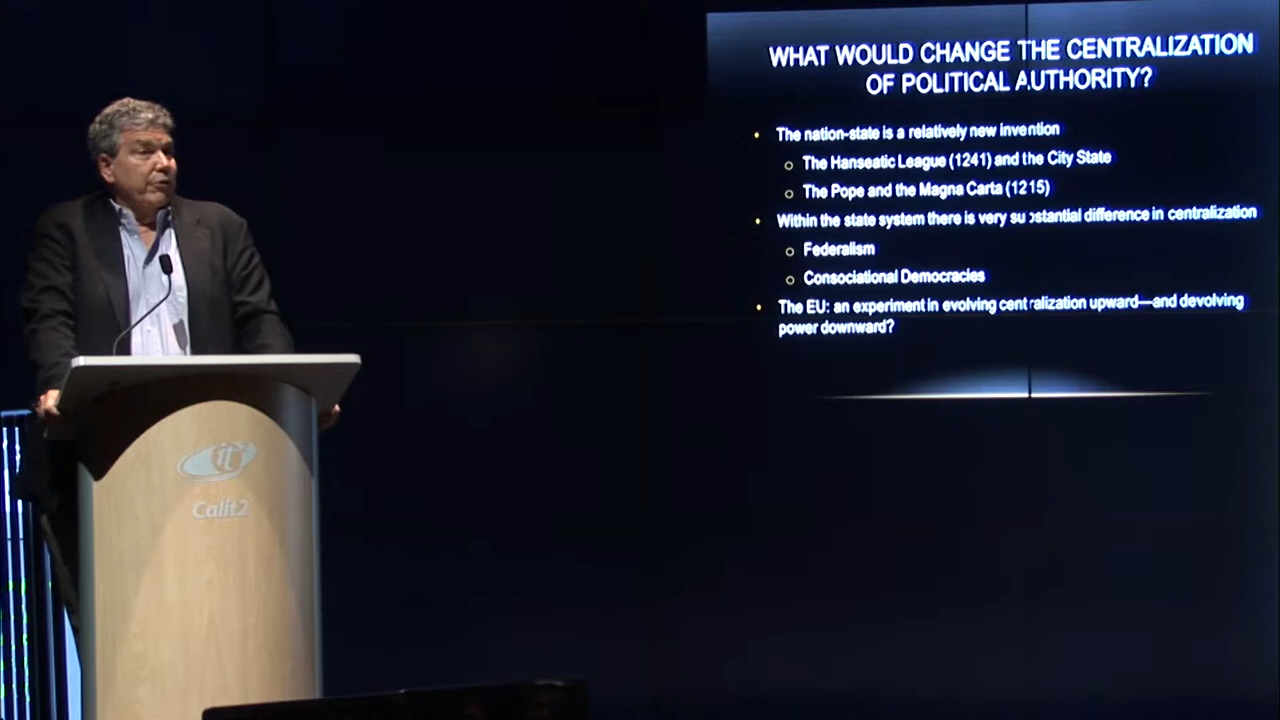 WHAT WOULD CHANGE THE CENTRALIZATION
OF POLITICAL AUTHORITY?
• The nation-state is a relatively new invention
o The Hanseatic League (1241) and the City State
o The Pope and the Magna Carta (1215)
• Within the state system there is very substantial difference in centralization
o Federalism
o Consociational Democracies
• The EU: an experiment in evolving centralization upward—and devolving
power downward?
it2
Calit2